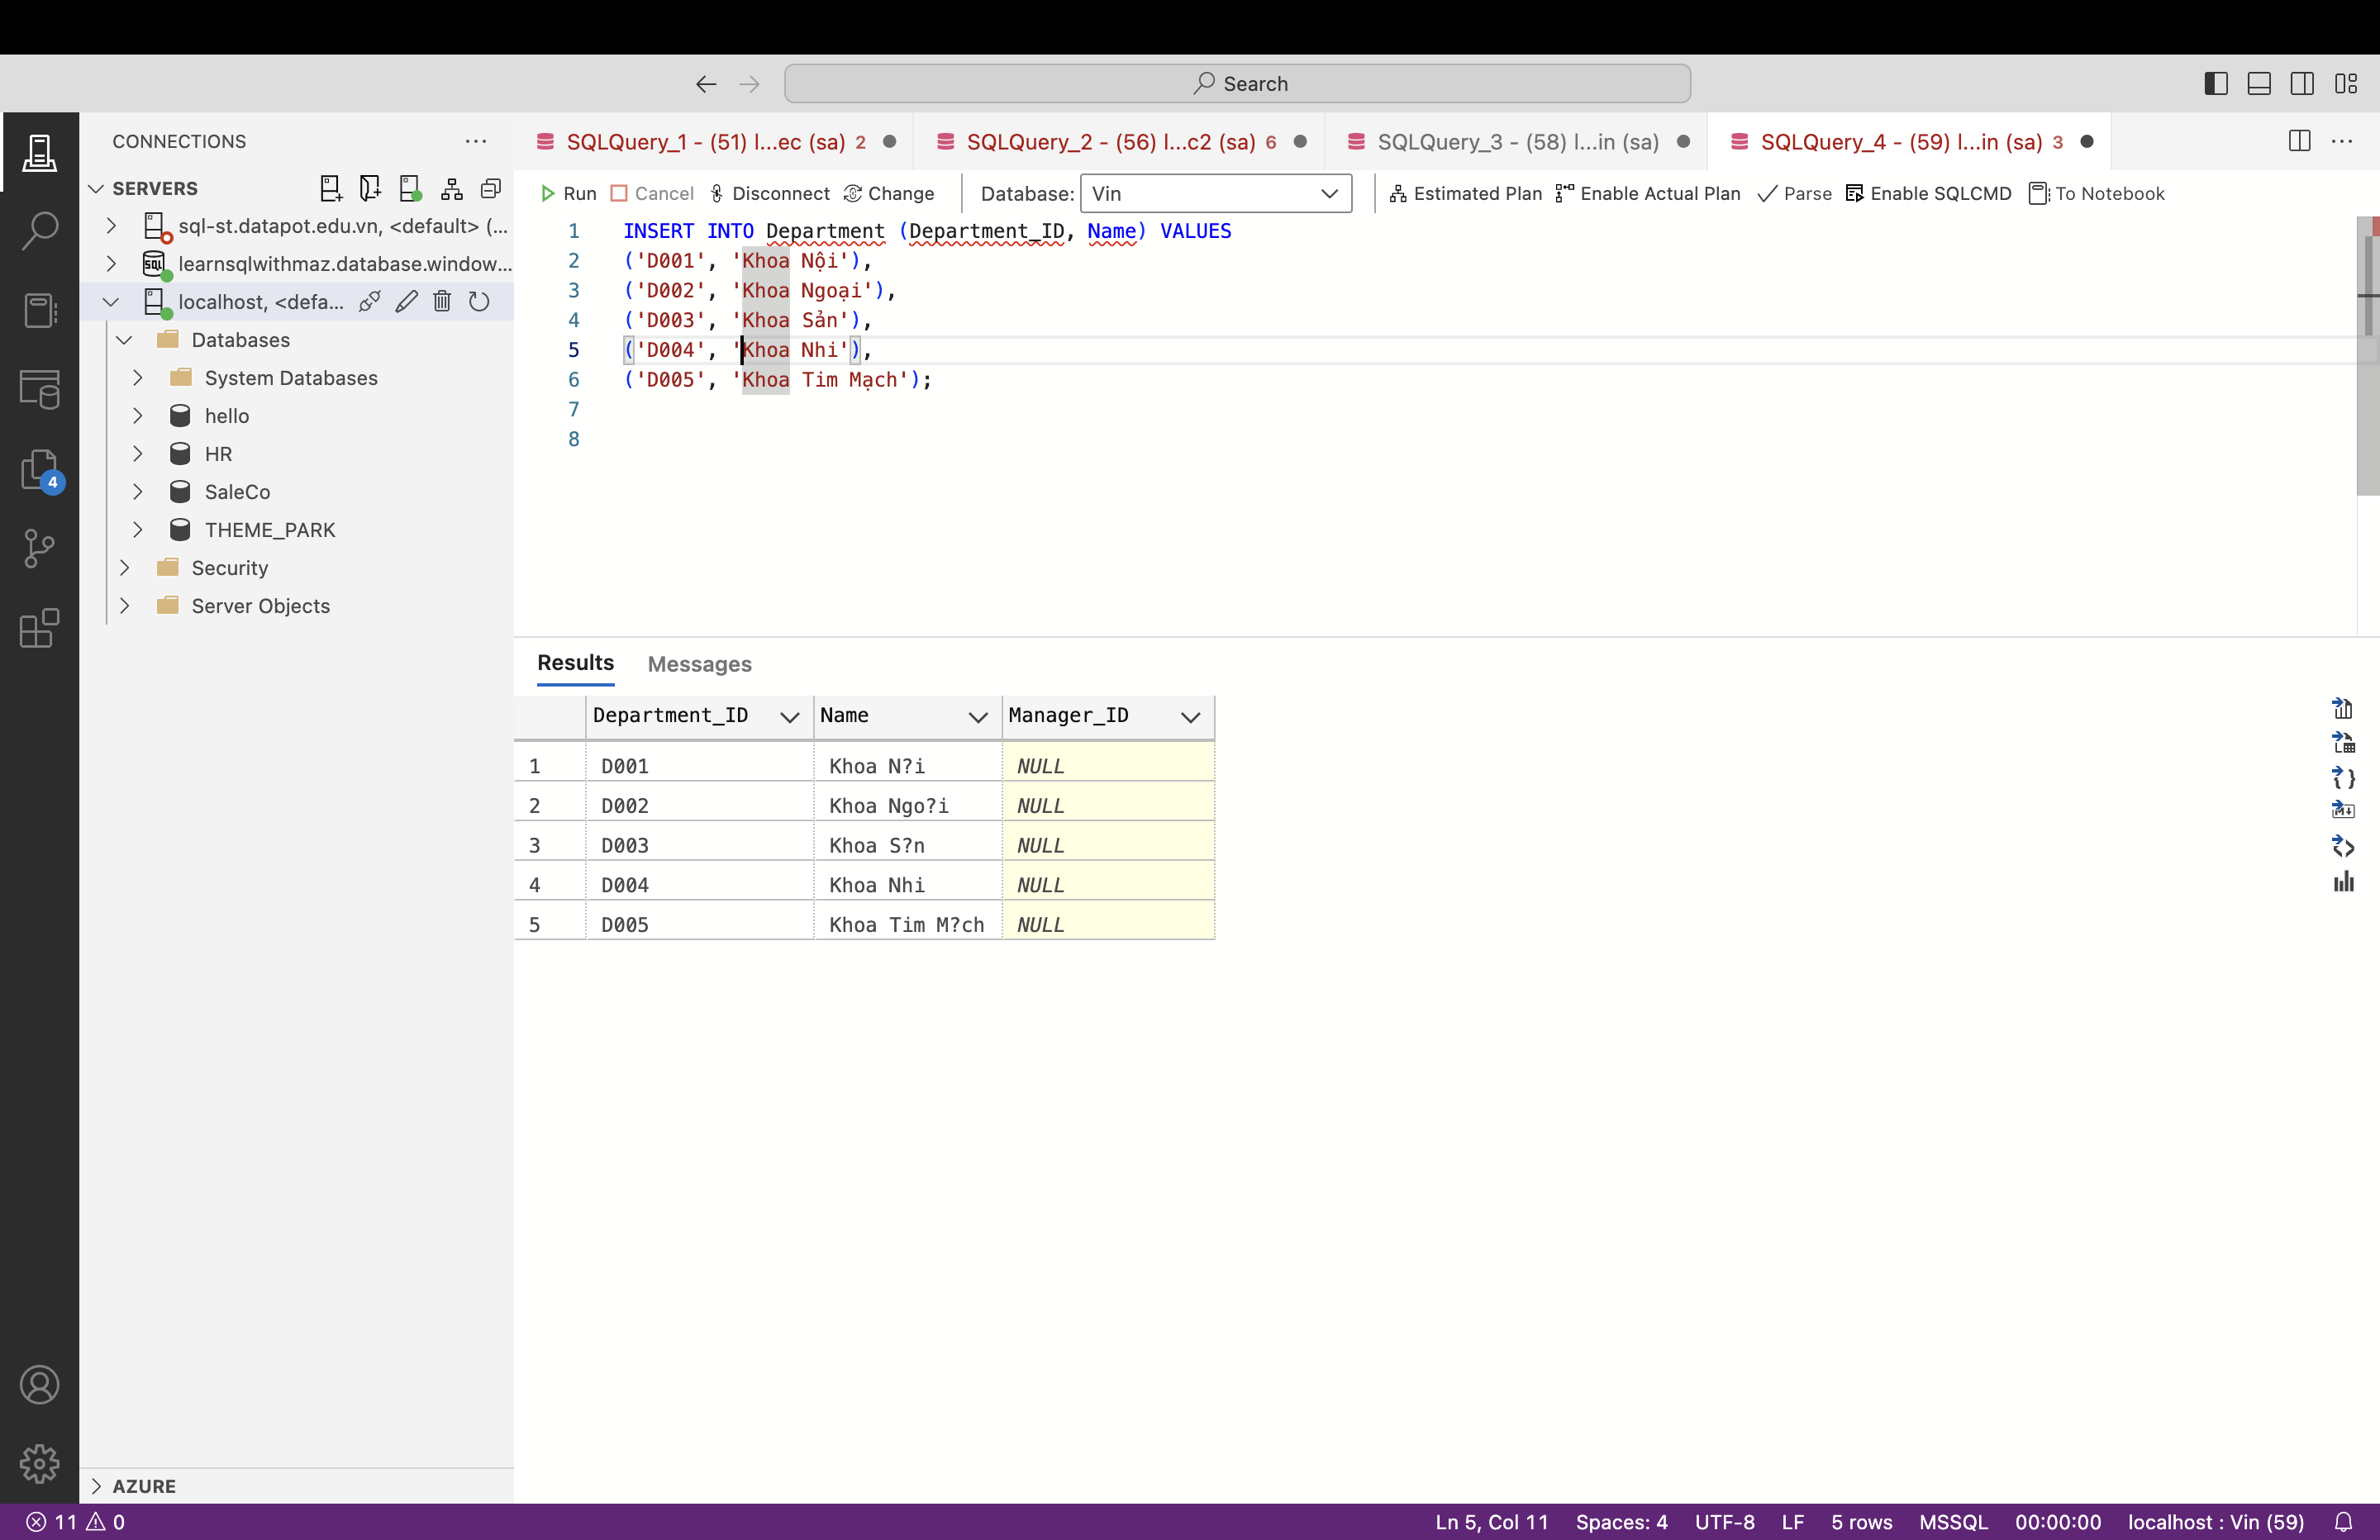 Search
CONNECTIONS
SERVERS
sql-st.datapot.edu.vn, <default> (...
learnsqlwithmaz.database.window...
localhost, <defa...
Databases
System Databases
hello
HR
SaleCo
THEME_PARK
Security
Server Objects
AZURE
4
SQLQuery_1 - (51) l...ec (sa) 2
SQLQuery_2 - (56) l...c2 (sa) 6
SQLQuery_3 - (58) l...in (sa)
SQLQuery_4 - (59) l...in (sa) 3
Run Cancel Disconnect Change Database: Vin Estimated Plan Enable Actual Plan Parse Enable SQLCMD To Notebook
1 INSERT INTO Department (Department_ID, Name) VALUES
2 ('D001', 'Khoa Nội'),
3 ('D002', 'Khoa Ngoại'),
4 ('D003', 'Khoa Sản'),
5 ('D004', 'Khoa Nhi'),
6 ('D005', 'Khoa Tim Mạch');
7
8
Results Messages
Department_ID Name Manager_ID
1 D001 Khoa N?i NULL
2 D002 Khoa Ngo?i NULL
3 D003 Khoa S?n NULL
4 D004 Khoa Nhi NULL
5 D005 Khoa Tim M?ch NULL
11 0 Ln 5, Col 11 Spaces: 4 UTF-8 LF 5 rows MSSQL 00:00:00 localhost : Vin (59)